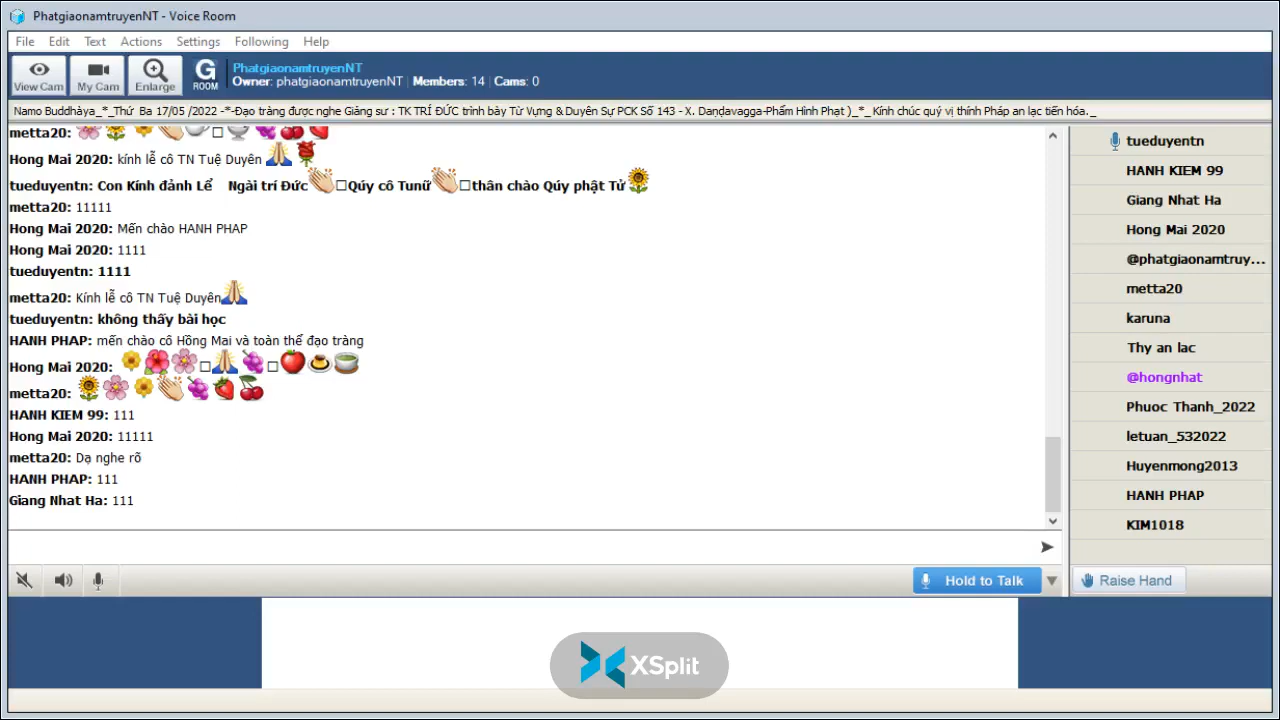 PhatgiaonamtruyenNT - Voice Room
File Edit Text Actions Settings Following Help
View Cam My Cam Enlarge G ROOM
PhatgiaonamtruyenNT
Owner: phatgiaonamtruyenNT | Members: 14 | Cams: 0
Namo Buddhàya_*_Thứ Ba 17/05 /2022 -*-Đạo tràng được nghe Giảng sư : TK TRÍ ĐỨC trình bày Từ Vựng & Duyên Sự PCK Số 143 - X. Daṇḍavagga-Phẩm Hình Phạt )_*_ Kính chúc quý vị thính Pháp an lạc tiến hóa._
metta20:
Hong Mai 2020: kính lễ cô TN Tuệ Duyên
tueduyentn: Con Kính đảnh Lể Ngài trí Đức Qúy cô Tunữ thân chào Qúy phật Tử
metta20: 11111
Hong Mai 2020: Mến chào HANH PHAP
Hong Mai 2020: 1111
tueduyentn: 1111
metta20: Kính lễ cô TN Tuệ Duyên
tueduyentn: không thấy bài học
HANH PHAP: mến chào cô Hồng Mai và toàn thể đạo tràng
Hong Mai 2020:
metta20:
HANH KIEM 99: 111
Hong Mai 2020: 11111
metta20: Dạ nghe rõ
HANH PHAP: 111
Giang Nhat Ha: 111
tueduyentn
HANH KIEM 99
Giang Nhat Ha
Hong Mai 2020
@phatgiaonamtruy...
metta20
karuna
Thy an lac
@hongnhat
Phuoc Thanh_2022
letuan_532022
Huyenmong2013
HANH PHAP
KIM1018
Hold to Talk
Raise Hand
XSplit